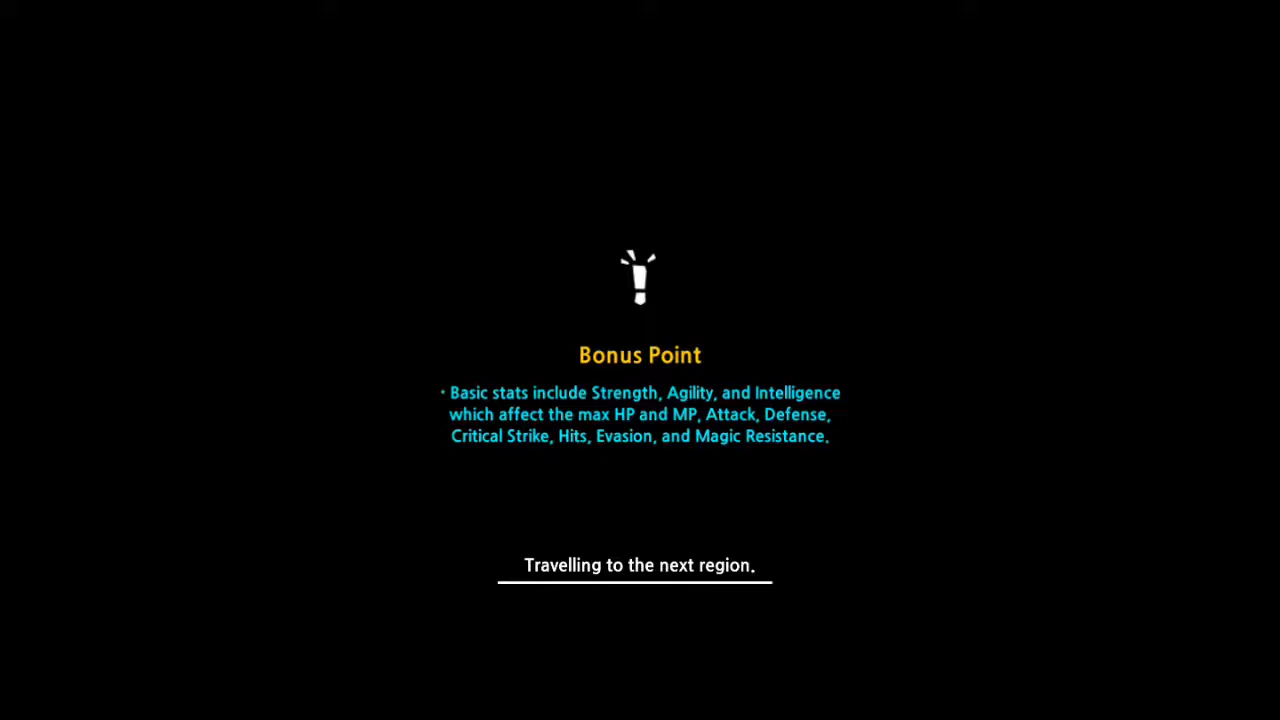 Bonus Point
· Basic stats include Strength, Agility, and Intelligence
which affect the max HP and MP, Attack, Defense,
Critical Strike, Hits, Evasion, and Magic Resistance.
Travelling to the next region.